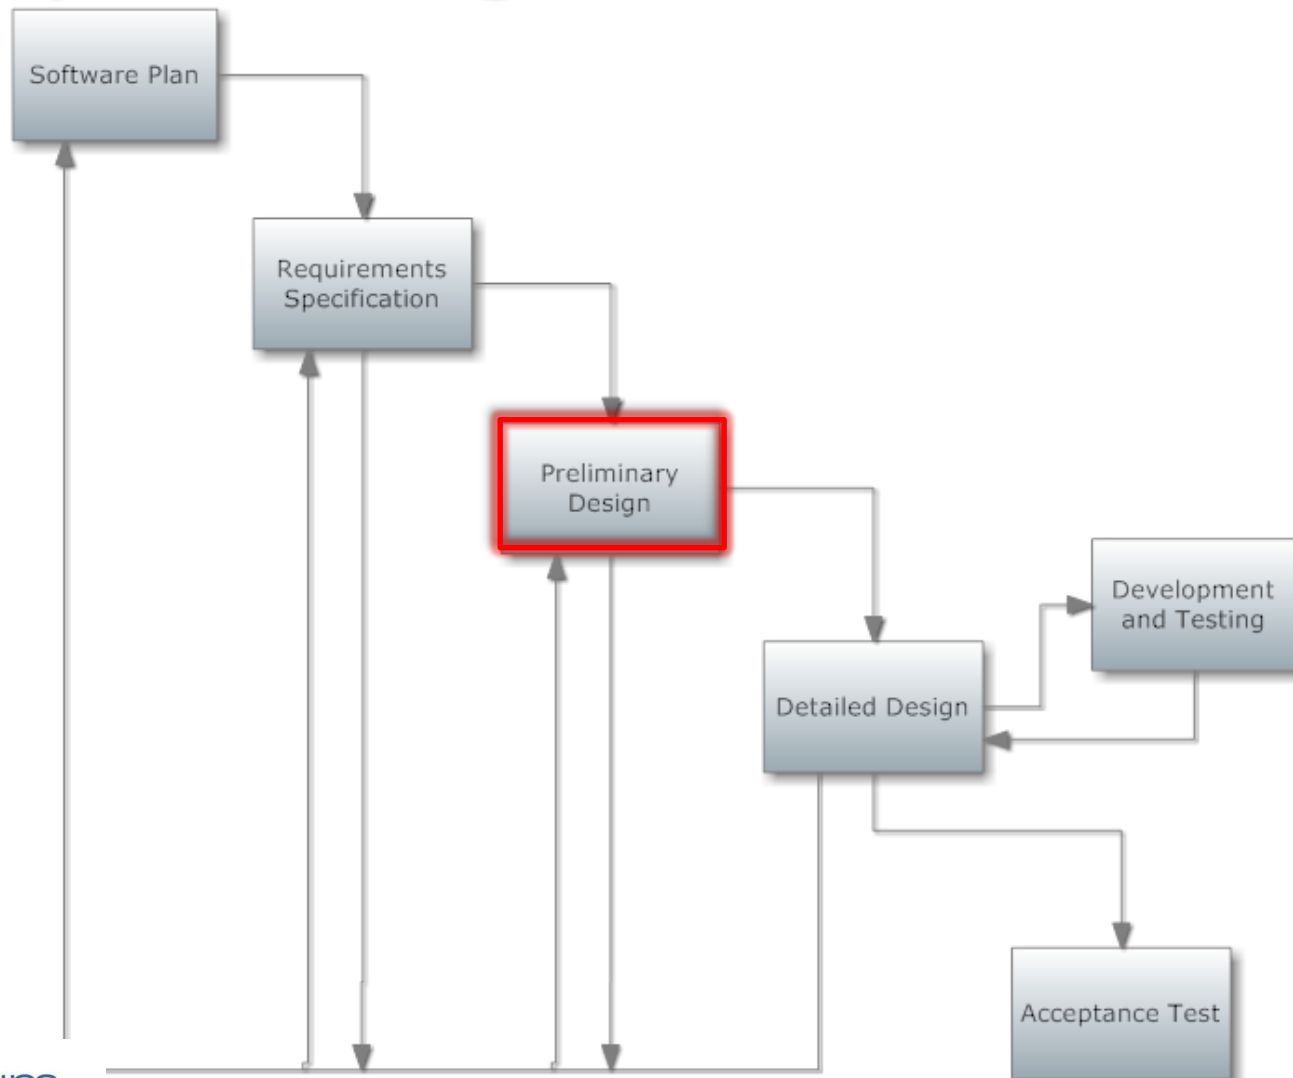 Software Plan
Requirements
Specification
Preliminary
Design
Development
and Testing
Detailed Design
Acceptance Test